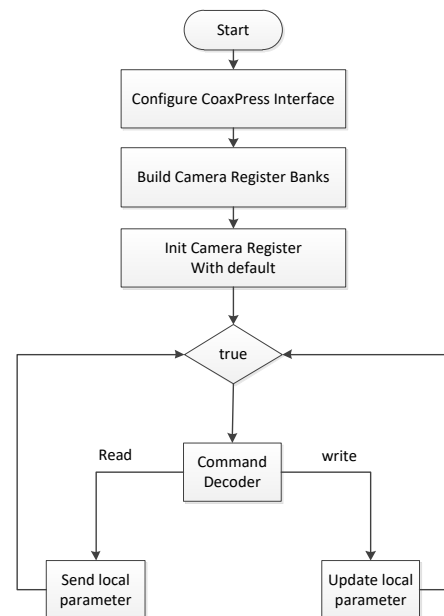 Start
Configure CoaxPress Interface
Build Camera Register Banks
Init Camera Register
With default
true
Read
Command
Decoder
write
Send local
parameter
Update local
parameter